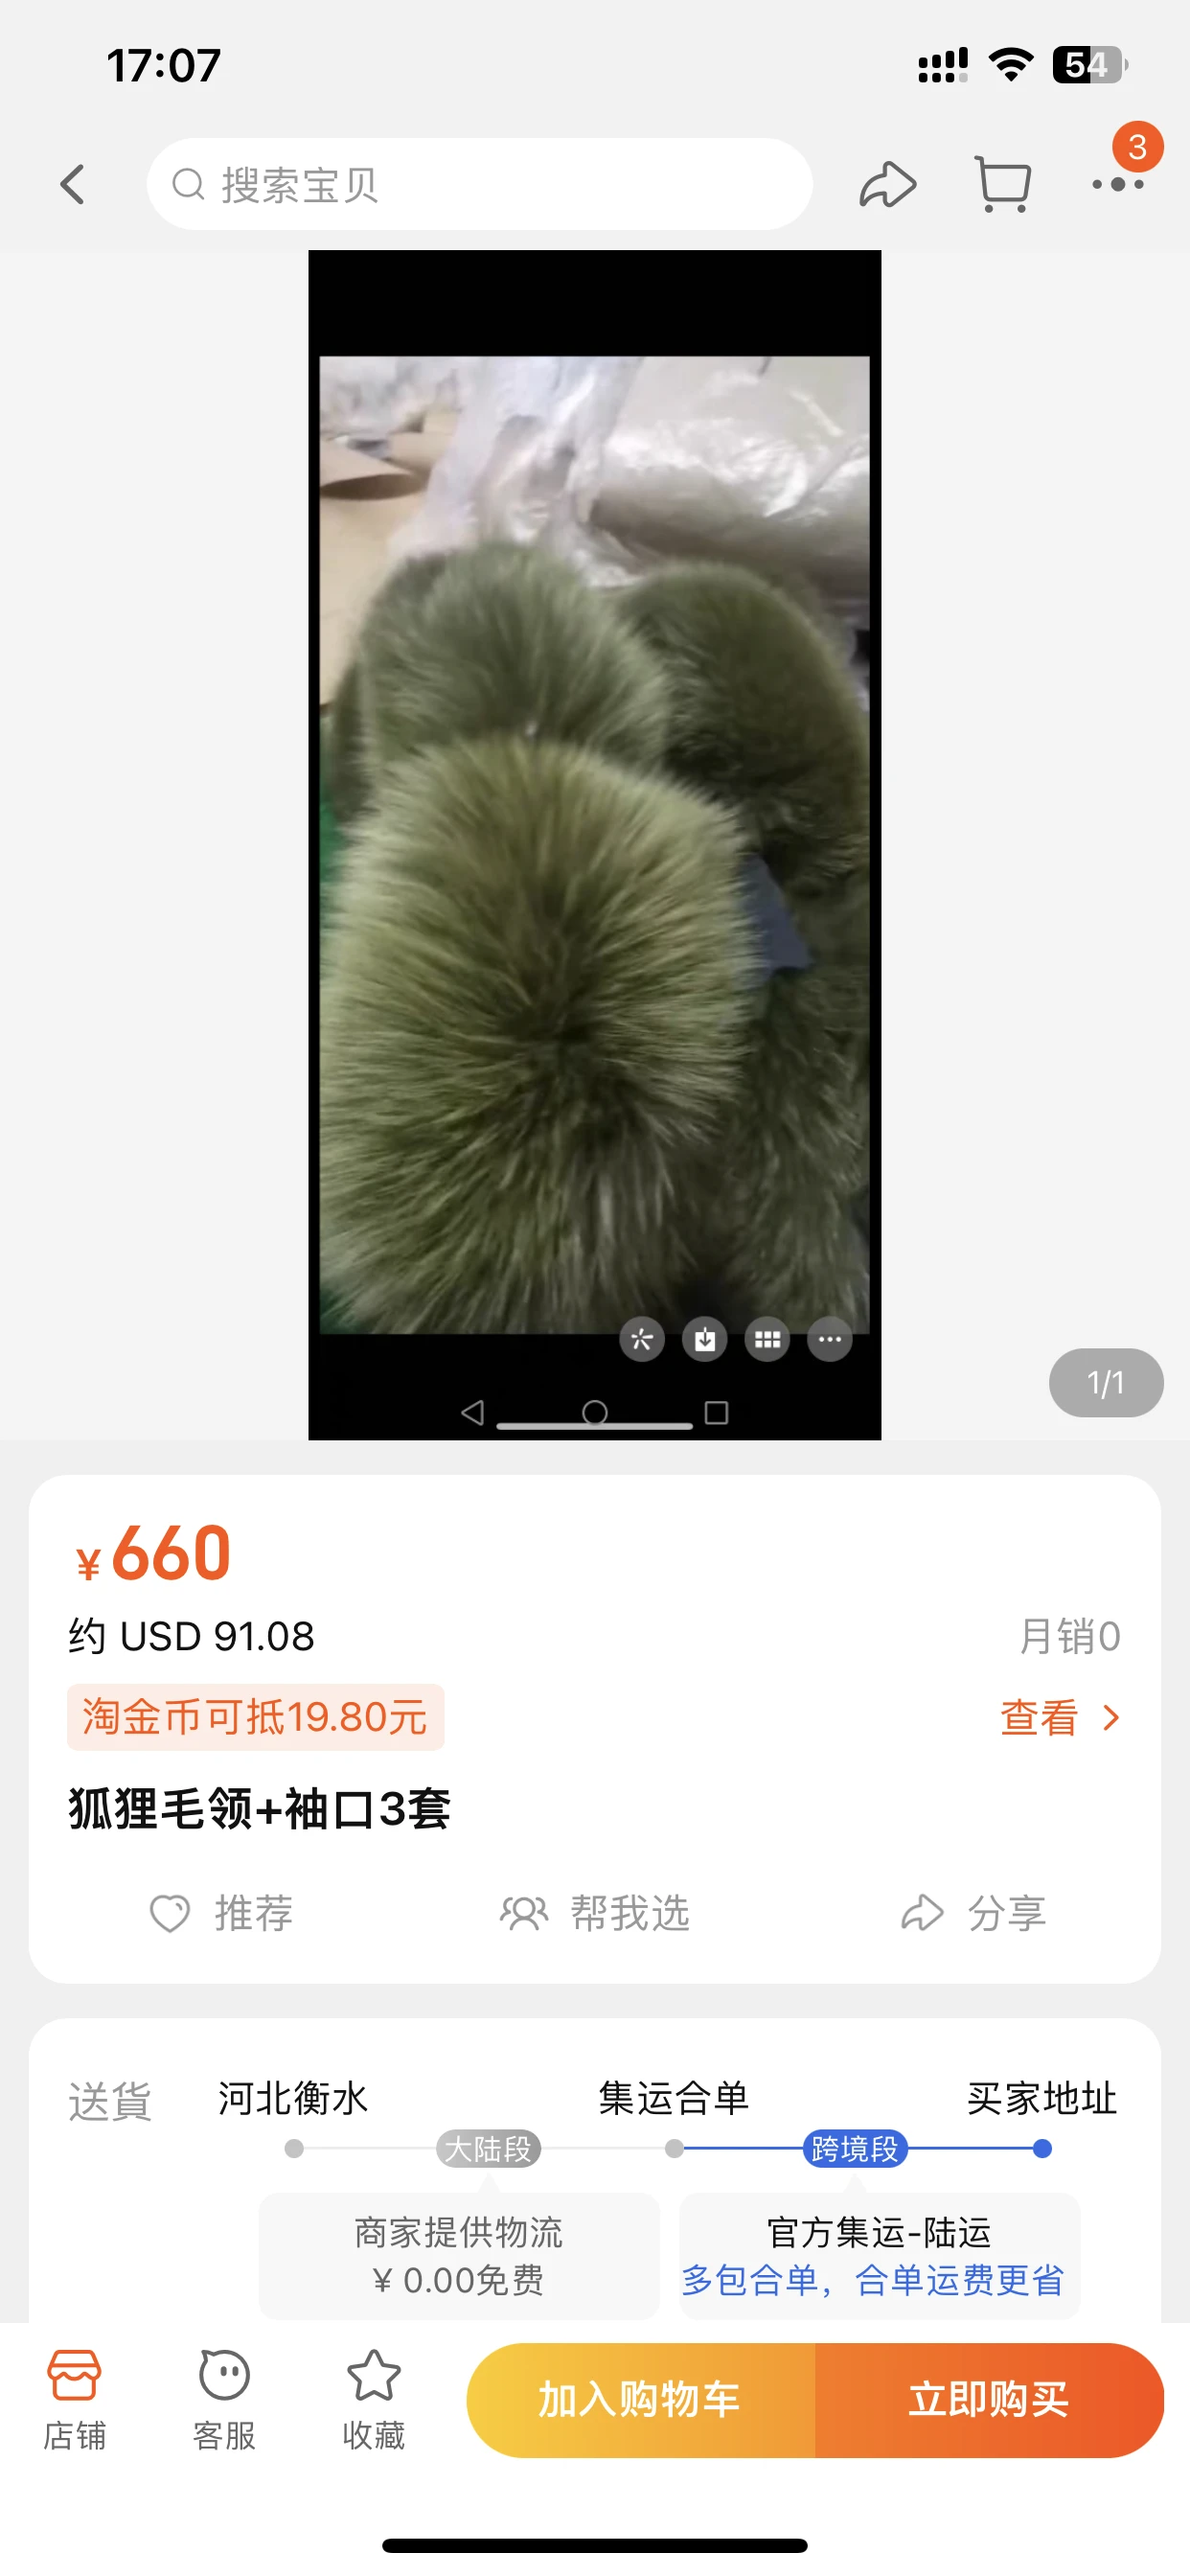 17:07
54
搜索宝贝
3
1/1
¥660
约 USD 91.08
月销0
淘金币可抵19.80元
查看
狐狸毛领+袖口3套
推荐
帮我选
分享
送貨
河北衡水
集运合单
买家地址
大陆段
跨境段
商家提供物流
¥ 0.00免费
官方集运-陆运
多包合单，合单运费更省
店铺
客服
收藏
加入购物车
立即购买